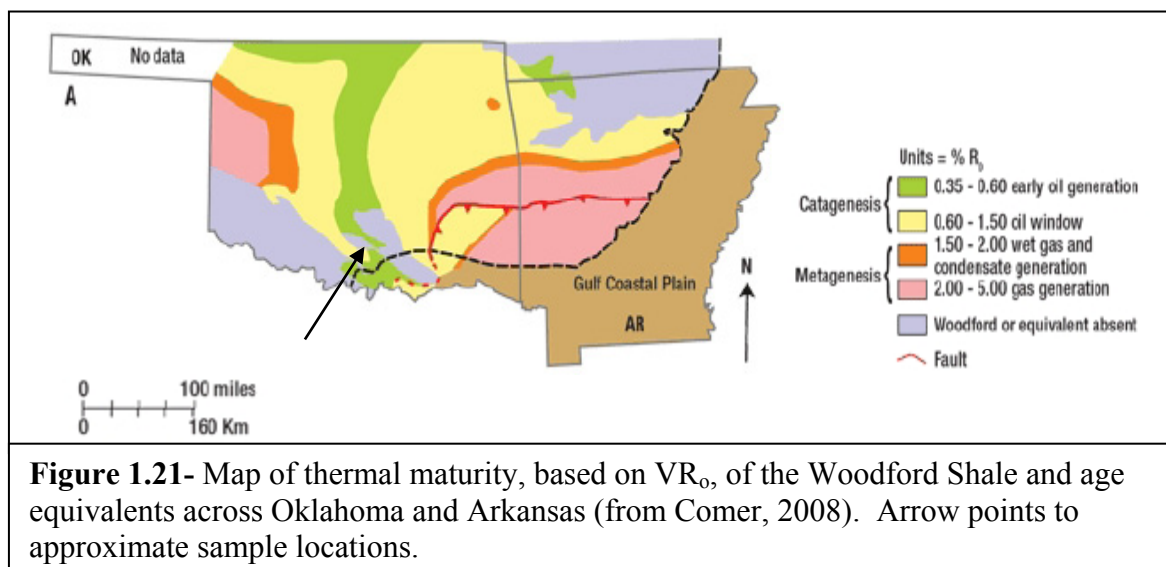 OK No data
A
Units = % Ro
Catagenesis
0.35 - 0.60 early oil generation
0.60 - 1.50 oil window
Metagenesis
1.50 - 2.00 wet gas and
condensate generation
2.00 - 5.00 gas generation
Woodford or equivalent absent
Fault
N
Gulf Coastal Plain
AR
0 100 miles
0 160 Km
Figure 1.21- Map of thermal maturity, based on VRₒ, of the Woodford Shale and age
equivalents across Oklahoma and Arkansas (from Comer, 2008). Arrow points to
approximate sample locations.